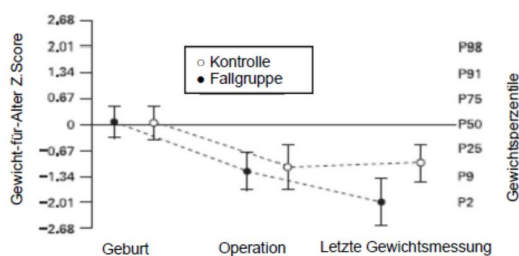 Gewicht-für-Alter Z.Score
2.68
2.01
1.34
0.67
0
−0.67
−1.34
−2.01
−2.68
Kontrolle
Fallgruppe
P98
P91
P75
P50
P25
P9
P2
Gewichtsperzentile
Geburt
Operation
Letzte Gewichtsmessung